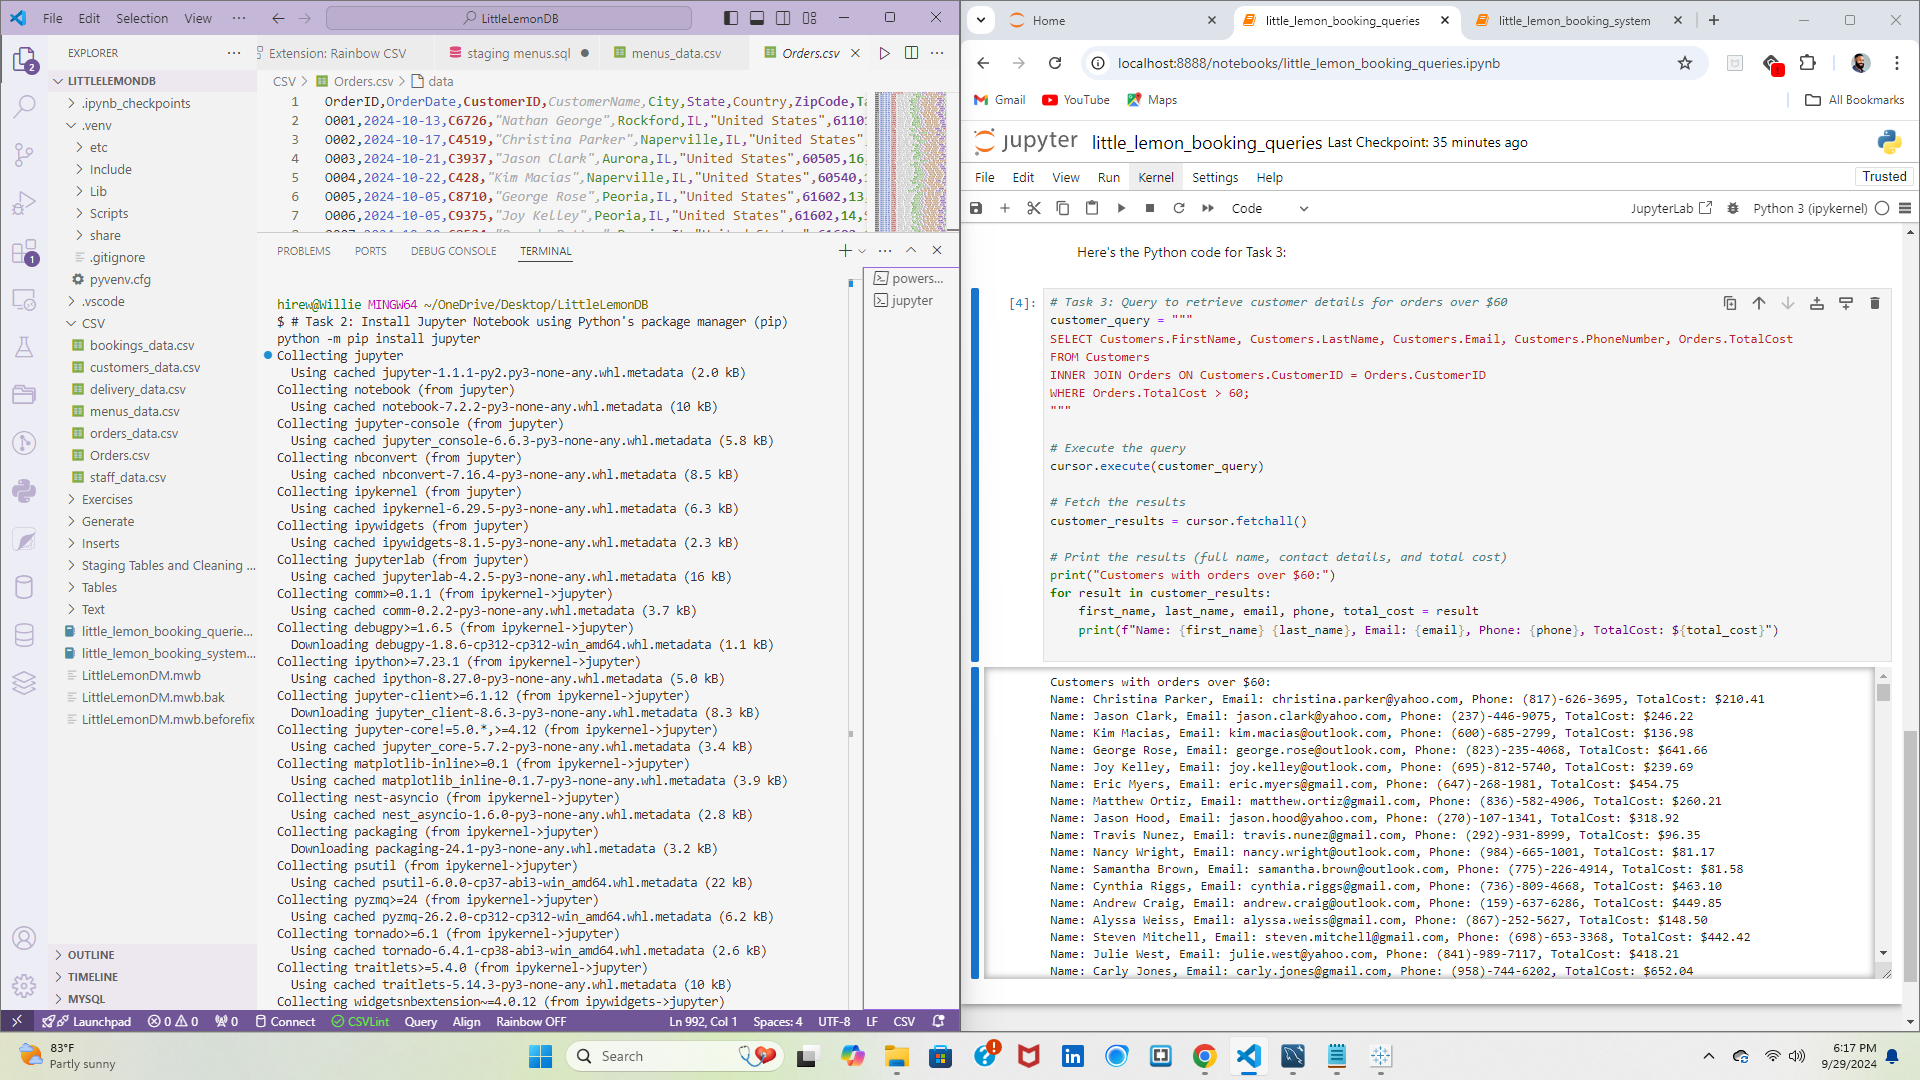 File Edit Selection View ··· LittleLemonDB
EXPLORER ···
LITTLELEMONDB
.ipynb_checkpoints
.venv
etc
Include
Lib
Scripts
share
.gitignore
pyvenv.cfg
.vscode
CSV
bookings_data.csv
customers_data.csv
delivery_data.csv
menus_data.csv
orders_data.csv
Orders.csv
staff_data.csv
Exercises
Generate
Inserts
Staging Tables and Cleaning ...
Tables
Text
little_lemon_booking_querie...
little_lemon_booking_system...
LittleLemonDM.mwb
LittleLemonDM.mwb.bak
LittleLemonDM.mwb.beforefix
OUTLINE
TIMELINE
MYSQL
2
1
Extension: Rainbow CSV staging menus.sql menus_data.csv Orders.csv
CSV > Orders.csv > data
1 OrderID,OrderDate,CustomerID,CustomerName,City,State,Country,ZipCode,Ta
2 O001,2024-10-13,C6726,"Nathan George",Rockford,IL,"United States",61101
3 O002,2024-10-17,C4519,"Christina Parker",Naperville,IL,"United States"
4 O003,2024-10-21,C3937,"Jason Clark",Aurora,IL,"United States",60505,16,
5 O004,2024-10-22,C428,"Kim Macias",Naperville,IL,"United States",60540,1
6 O005,2024-10-05,C8710,"George Rose",Peoria,IL,"United States",61602,13,
7 O006,2024-10-05,C9375,"Joy Kelley",Peoria,IL,"United States",61602,14,
PROBLEMS PORTS DEBUG CONSOLE TERMINAL
powers...
jupyter
hirew@Willie MINGW64 ~/OneDrive/Desktop/LittleLemonDB
$ # Task 2: Install Jupyter Notebook using Python's package manager (pip)
python -m pip install jupyter
Collecting jupyter
Using cached jupyter-1.1.1-py2.py3-none-any.whl.metadata (2.0 kB)
Collecting notebook (from jupyter)
Using cached notebook-7.2.2-py3-none-any.whl.metadata (10 kB)
Collecting jupyter-console (from jupyter)
Using cached jupyter_console-6.6.3-py3-none-any.whl.metadata (5.8 kB)
Collecting nbconvert (from jupyter)
Using cached nbconvert-7.16.4-py3-none-any.whl.metadata (8.5 kB)
Collecting ipykernel (from jupyter)
Using cached ipykernel-6.29.5-py3-none-any.whl.metadata (6.3 kB)
Collecting ipywidgets (from jupyter)
Using cached ipywidgets-8.1.5-py3-none-any.whl.metadata (2.3 kB)
Collecting jupyterlab (from jupyter)
Using cached jupyterlab-4.2.5-py3-none-any.whl.metadata (16 kB)
Collecting comm>=0.1.1 (from ipykernel->jupyter)
Using cached comm-0.2.2-py3-none-any.whl.metadata (3.7 kB)
Collecting debugpy>=1.6.5 (from ipykernel->jupyter)
Downloading debugpy-1.8.6-cp312-cp312-win_amd64.whl.metadata (1.1 kB)
Collecting ipython>=7.23.1 (from ipykernel->jupyter)
Using cached ipython-8.27.0-py3-none-any.whl.metadata (5.0 kB)
Collecting jupyter-client>=6.1.12 (from ipykernel->jupyter)
Downloading jupyter_client-8.6.3-py3-none-any.whl.metadata (8.3 kB)
Collecting jupyter-core!=5.0.*,>=4.12 (from ipykernel->jupyter)
Using cached jupyter_core-5.7.2-py3-none-any.whl.metadata (3.4 kB)
Collecting matplotlib-inline>=0.1 (from ipykernel->jupyter)
Using cached matplotlib_inline-0.1.7-py3-none-any.whl.metadata (3.9 kB)
Collecting nest-asyncio (from ipykernel->jupyter)
Using cached nest_asyncio-1.6.0-py3-none-any.whl.metadata (2.8 kB)
Collecting packaging (from ipykernel->jupyter)
Downloading packaging-24.1-py3-none-any.whl.metadata (3.2 kB)
Collecting psutil (from ipykernel->jupyter)
Using cached psutil-6.0.0-cp37-abi3-win_amd64.whl.metadata (22 kB)
Collecting pyzmq>=24 (from ipykernel->jupyter)
Using cached pyzmq-26.2.0-cp312-cp312-win_amd64.whl.metadata (6.2 kB)
Collecting tornado>=6.1 (from ipykernel->jupyter)
Using cached tornado-6.4.1-cp38-abi3-win_amd64.whl.metadata (2.6 kB)
Collecting traitlets>=5.4.0 (from ipykernel->jupyter)
Using cached traitlets-5.14.3-py3-none-any.whl.metadata (10 kB)
Collecting widgetsnbextension~=4.0.12 (from ipywidgets->jupyter)
Launchpad 0 0 0 Connect CSVLint Query Align Rainbow OFF Ln 992, Col 1 Spaces: 4 UTF-8 LF CSV
Home little_lemon_booking_queries little_lemon_booking_system
localhost:8888/notebooks/little_lemon_booking_queries.ipynb
Gmail YouTube Maps All Bookmarks
jupyter little_lemon_booking_queries Last Checkpoint: 35 minutes ago
File Edit View Run Kernel Settings Help Trusted
Code JupyterLab Python 3 (ipykernel)
Here's the Python code for Task 3:
[4]: # Task 3: Query to retrieve customer details for orders over $60
customer_query = """
SELECT Customers.FirstName, Customers.LastName, Customers.Email, Customers.PhoneNumber, Orders.TotalCost
FROM Customers
INNER JOIN Orders ON Customers.CustomerID = Orders.CustomerID
WHERE Orders.TotalCost > 60;
"""
# Execute the query
cursor.execute(customer_query)
# Fetch the results
customer_results = cursor.fetchall()
# Print the results (full name, contact details, and total cost)
print("Customers with orders over $60:")
for result in customer_results:
first_name, last_name, email, phone, total_cost = result
print(f"Name: {first_name} {last_name}, Email: {email}, Phone: {phone}, TotalCost: ${total_cost}")
Customers with orders over $60:
Name: Christina Parker, Email: christina.parker@yahoo.com, Phone: (817)-626-3695, TotalCost: $210.41
Name: Jason Clark, Email: jason.clark@yahoo.com, Phone: (237)-446-9075, TotalCost: $246.22
Name: Kim Macias, Email: kim.macias@outlook.com, Phone: (600)-685-2799, TotalCost: $136.98
Name: George Rose, Email: george.rose@outlook.com, Phone: (823)-235-4068, TotalCost: $641.66
Name: Joy Kelley, Email: joy.kelley@outlook.com, Phone: (695)-812-5740, TotalCost: $239.69
Name: Eric Myers, Email: eric.myers@gmail.com, Phone: (647)-268-1981, TotalCost: $454.75
Name: Matthew Ortiz, Email: matthew.ortiz@gmail.com, Phone: (836)-582-4906, TotalCost: $260.21
Name: Jason Hood, Email: jason.hood@yahoo.com, Phone: (270)-107-1341, TotalCost: $318.92
Name: Travis Nunez, Email: travis.nunez@gmail.com, Phone: (292)-931-8999, TotalCost: $96.35
Name: Nancy Wright, Email: nancy.wright@outlook.com, Phone: (984)-665-1001, TotalCost: $81.17
Name: Samantha Brown, Email: samantha.brown@outlook.com, Phone: (775)-226-4914, TotalCost: $81.58
Name: Cynthia Riggs, Email: cynthia.riggs@gmail.com, Phone: (736)-809-4668, TotalCost: $463.10
Name: Andrew Craig, Email: andrew.craig@outlook.com, Phone: (159)-637-6286, TotalCost: $449.85
Name: Alyssa Weiss, Email: alyssa.weiss@gmail.com, Phone: (867)-252-5627, TotalCost: $148.50
Name: Steven Mitchell, Email: steven.mitchell@gmail.com, Phone: (698)-653-3368, TotalCost: $442.42
Name: Julie West, Email: julie.west@yahoo.com, Phone: (841)-989-7117, TotalCost: $418.21
Name: Carly Jones, Email: carly.jones@gmail.com, Phone: (958)-744-6202, TotalCost: $652.04
83°F
Partly sunny
Search
6:17 PM
9/29/2024